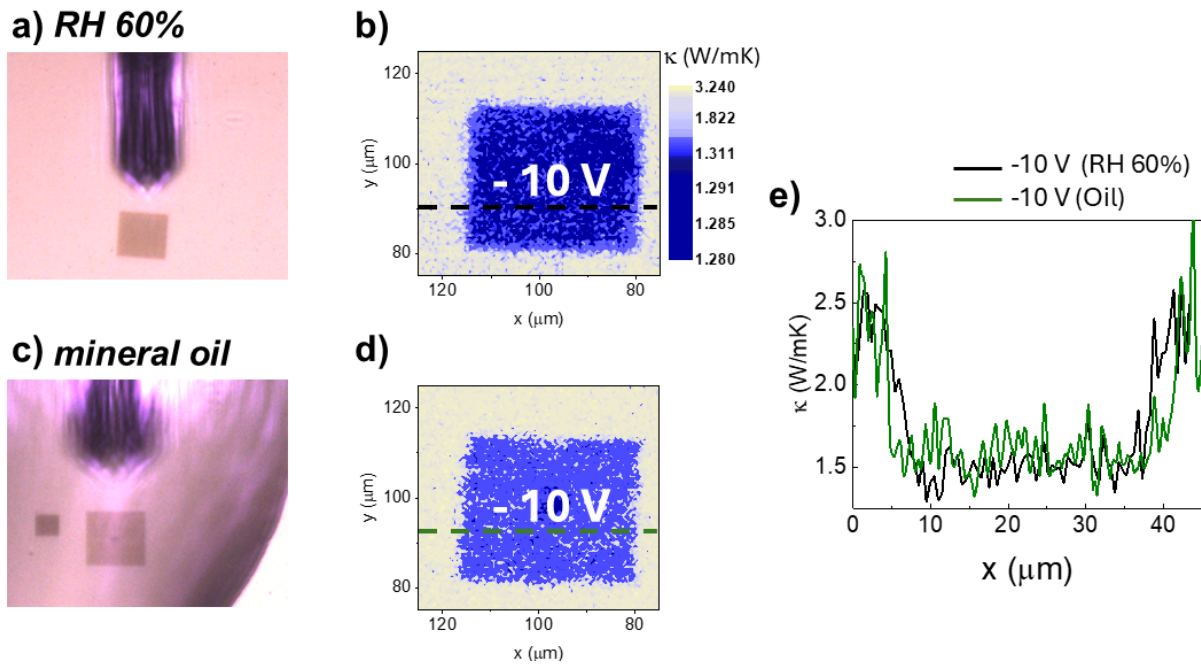 a) RH 60%
b)
κ (W/mK)
3.240
1.822
1.311
1.291
1.285
1.280
y (μm)
120
100
80
- 10 V
120 100 80
x (μm)
c) mineral oil
d)
y (μm)
120
100
80
- 10 V
120 100 80
x (μm)
-10 V (RH 60%)
-10 V (Oil)
e)
κ (W/mK)
3.0
2.5
2.0
1.5
0 10 20 30 40
x (μm)